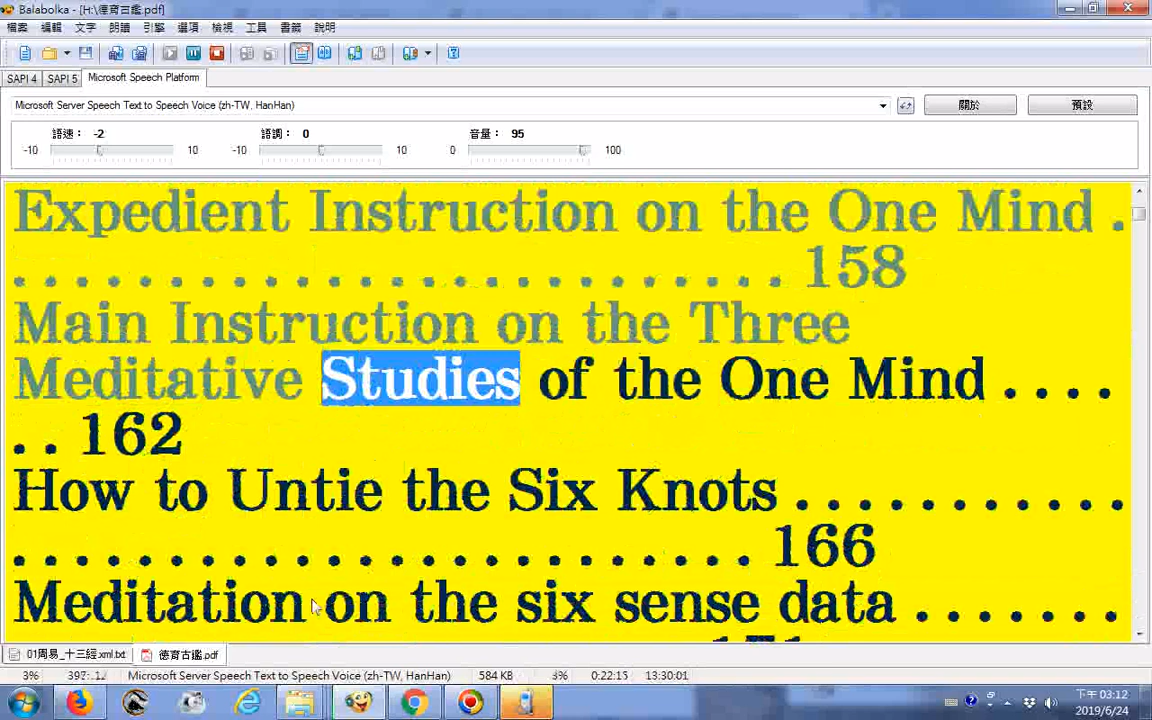 Balabolka - [H:\德育古鑑.pdf]
檔案 編輯 文字 朗讀 引擎 選項 檢視 工具 書籤 說明
SAPI 4 SAPI 5 Microsoft Speech Platform
Microsoft Server Speech Text to Speech Voice (zh-TW, HanHan) 關於 預設
語速： -2 語調： 0 音量： 95
-10 10 -10 10 0 100
Expedient Instruction on the One Mind .
. . . . . . . . . . . . . . . . . . . . . . . . . 158
Main Instruction on the Three
Meditative Studies of the One Mind . . . .
. . 162
How to Untie the Six Knots . . . . . . . . . . .
. . . . . . . . . . . . . . . . . . . . . . . . 166
Meditation on the six sense data . . . . . . .
01周易_十三經.xml.txt 德育古鑑.pdf
3% Microsoft Server Speech Text to Speech Voice (zh-TW, HanHan) 584 KB 3% 0:22:15 13:30:01
下午 03:12
2019/6/24